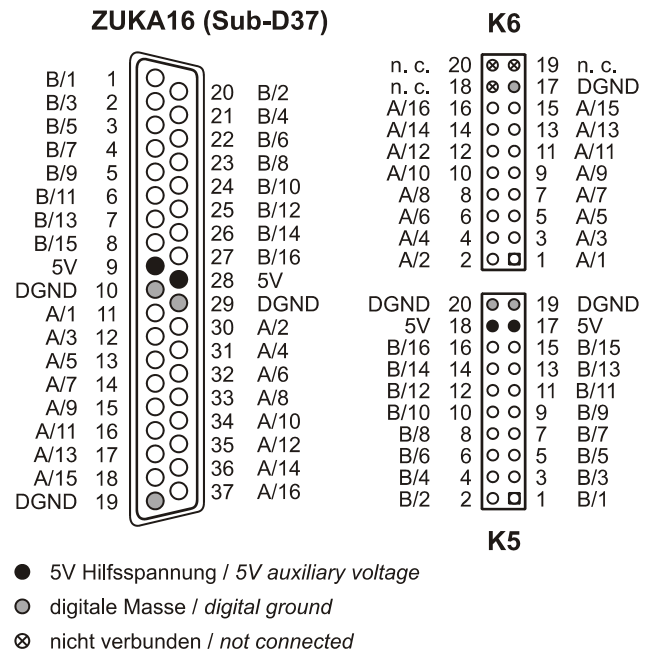 ZUKA16 (Sub-D37)
B/1 1
B/3 2
B/5 3
B/7 4
B/9 5
B/11 6
B/13 7
B/15 8
5V 9
DGND 10
A/1 11
A/3 12
A/5 13
A/7 14
A/9 15
A/11 16
A/13 17
A/15 18
DGND 19
20 B/2
21 B/4
22 B/6
23 B/8
24 B/10
25 B/12
26 B/14
27 B/16
28 5V
29 DGND
30 A/2
31 A/4
32 A/6
33 A/8
34 A/10
35 A/12
36 A/14
37 A/16
K6
n. c. 20 19 n. c.
n. c. 18 17 DGND
A/16 16 15 A/15
A/14 14 13 A/13
A/12 12 11 A/11
A/10 10 9 A/9
A/8 8 7 A/7
A/6 6 5 A/5
A/4 4 3 A/3
A/2 2 1 A/1
DGND 20 19 DGND
5V 18 17 5V
B/16 16 15 B/15
B/14 14 13 B/13
B/12 12 11 B/11
B/10 10 9 B/9
B/8 8 7 B/7
B/6 6 5 B/5
B/4 4 3 B/3
B/2 2 1 B/1
K5
5V Hilfsspannung / 5V auxiliary voltage
digitale Masse / digital ground
nicht verbunden / not connected